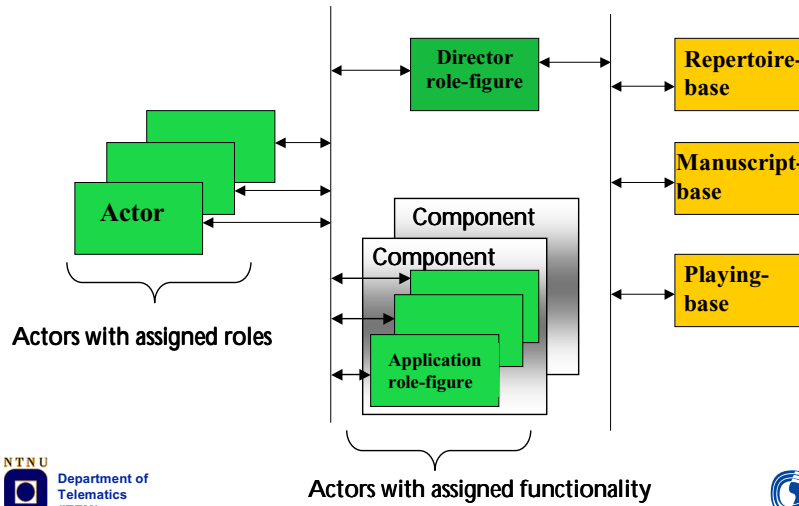 Director
role-figure
Repertoire-
base
Manuscript-
base
Actor
Component
Component
Playing-
base
Actors with assigned roles
Application
role-figure
Actors with assigned functionality
NTNU
Department of
Telematics